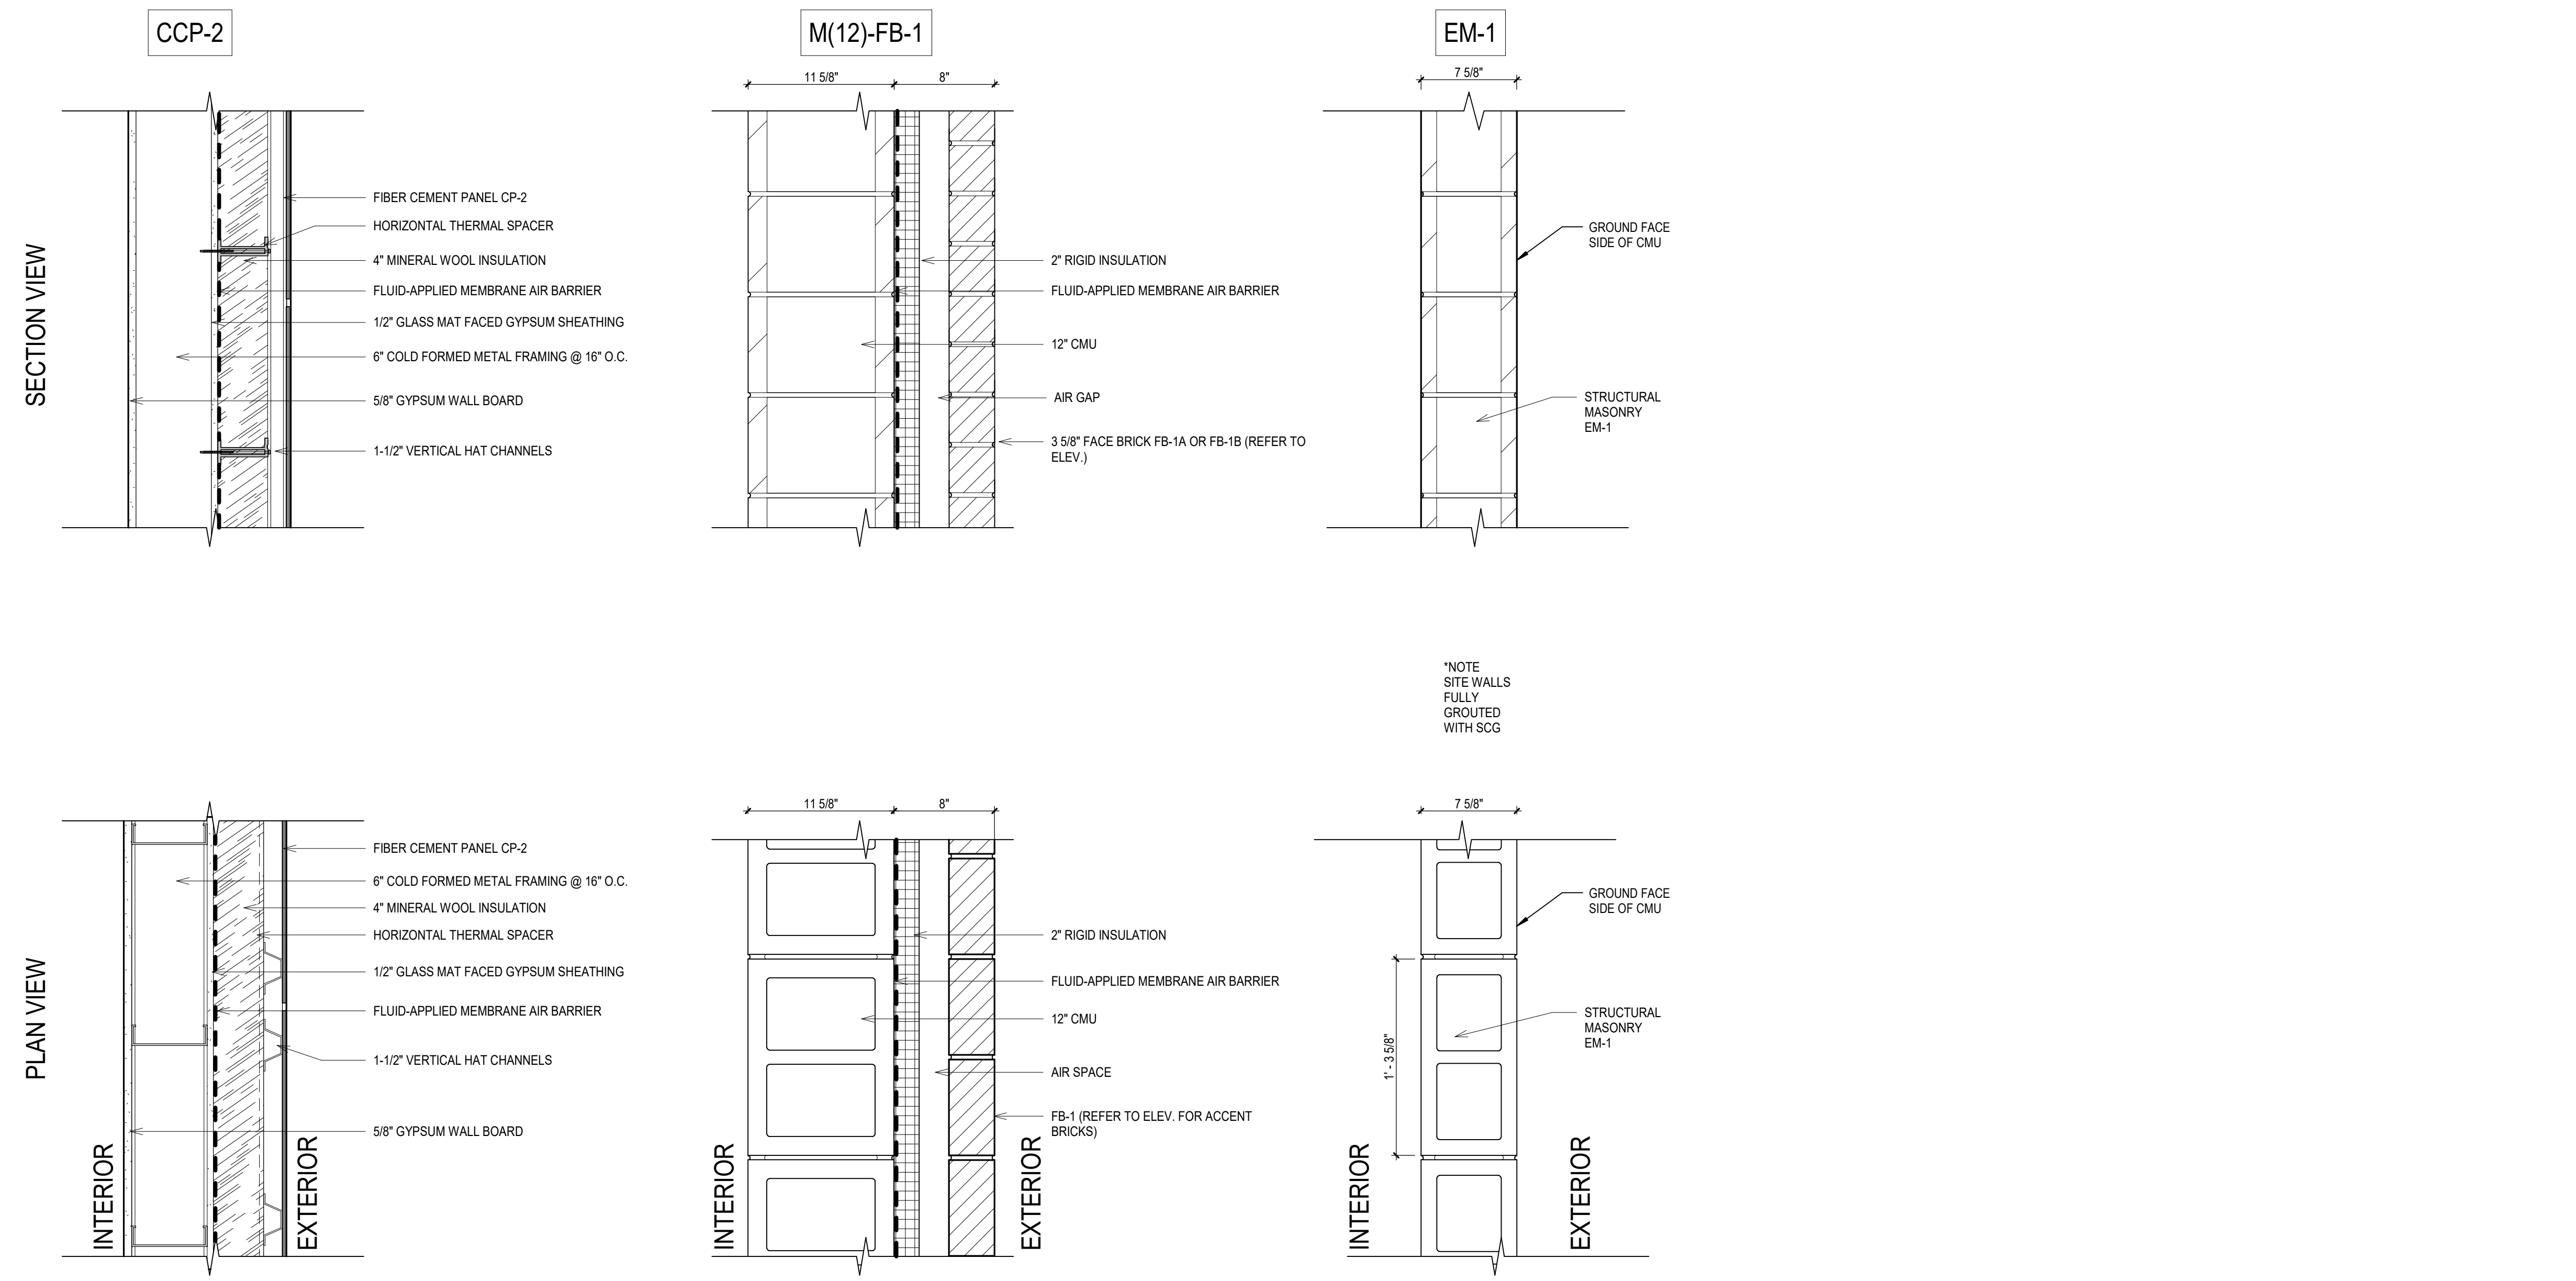 CCP-2
M(12)-FB-1
EM-1
SECTION VIEW
FIBER CEMENT PANEL CP-2
HORIZONTAL THERMAL SPACER
4" MINERAL WOOL INSULATION
FLUID-APPLIED MEMBRANE AIR BARRIER
1/2" GLASS MAT FACED GYPSUM SHEATHING
6" COLD FORMED METAL FRAMING @ 16" O.C.
5/8" GYPSUM WALL BOARD
1-1/2" VERTICAL HAT CHANNELS
11 5/8"
8"
2" RIGID INSULATION
FLUID-APPLIED MEMBRANE AIR BARRIER
12" CMU
AIR GAP
3 5/8" FACE BRICK FB-1A OR FB-1B (REFER TO
ELEV.)
7 5/8"
GROUND FACE
SIDE OF CMU
STRUCTURAL
MASONRY
EM-1
*NOTE
SITE WALLS
FULLY
GROUTED
WITH SCG
PLAN VIEW
INTERIOR
EXTERIOR
FIBER CEMENT PANEL CP-2
6" COLD FORMED METAL FRAMING @ 16" O.C.
4" MINERAL WOOL INSULATION
HORIZONTAL THERMAL SPACER
1/2" GLASS MAT FACED GYPSUM SHEATHING
FLUID-APPLIED MEMBRANE AIR BARRIER
1-1/2" VERTICAL HAT CHANNELS
5/8" GYPSUM WALL BOARD
11 5/8"
8"
INTERIOR
EXTERIOR
2" RIGID INSULATION
FLUID-APPLIED MEMBRANE AIR BARRIER
12" CMU
AIR SPACE
FB-1 (REFER TO ELEV. FOR ACCENT
BRICKS)
7 5/8"
1' - 3 5/8"
INTERIOR
EXTERIOR
GROUND FACE
SIDE OF CMU
STRUCTURAL
MASONRY
EM-1